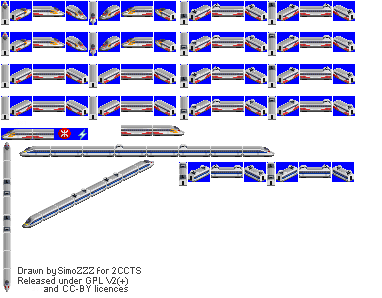 Drawn by SimoZZZ for 2CCTS
Released under GPL V2(+)
and CC-BY licences